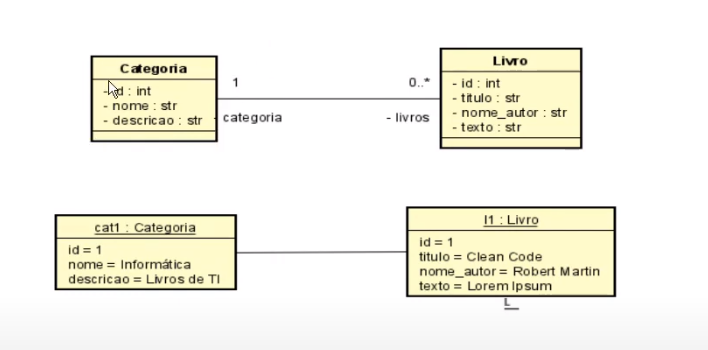 Categoria
- id : int
- nome : str
- descricao : str
1
0..*
- categoria
- livros
Livro
- id : int
- titulo : str
- nome_autor : str
- texto : str
cat1 : Categoria
id = 1
nome = Informática
descricao = Livros de TI
l1 : Livro
id = 1
titulo = Clean Code
nome_autor = Robert Martin
texto = Lorem Ipsum
L